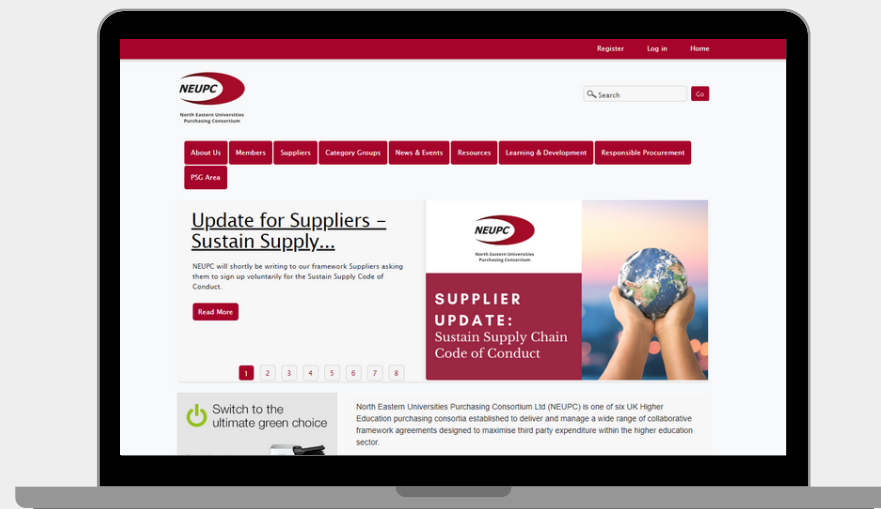 Register Log in Home
NEUPC
North Eastern Universities
Purchasing Consortium
Search Go
About Us Members Suppliers Category Groups News & Events Resources Learning & Development Responsible Procurement
PSG Area
Update for Suppliers –
Sustain Supply...
NEUPC will shortly be writing to our framework Suppliers asking
them to sign up voluntarily for the Sustain Supply Code of
Conduct.
Read More
1 2 3 4 5 6 7 8
NEUPC
North Eastern Universities
Purchasing Consortium
SUPPLIER
UPDATE:
Sustain Supply Chain
Code of Conduct
Switch to the
ultimate green choice
North Eastern Universities Purchasing Consortium Ltd (NEUPC) is one of six UK Higher
Education purchasing consortia established to deliver and manage a wide range of collaborative
framework agreements designed to maximise third party expenditure within the higher education
sector.